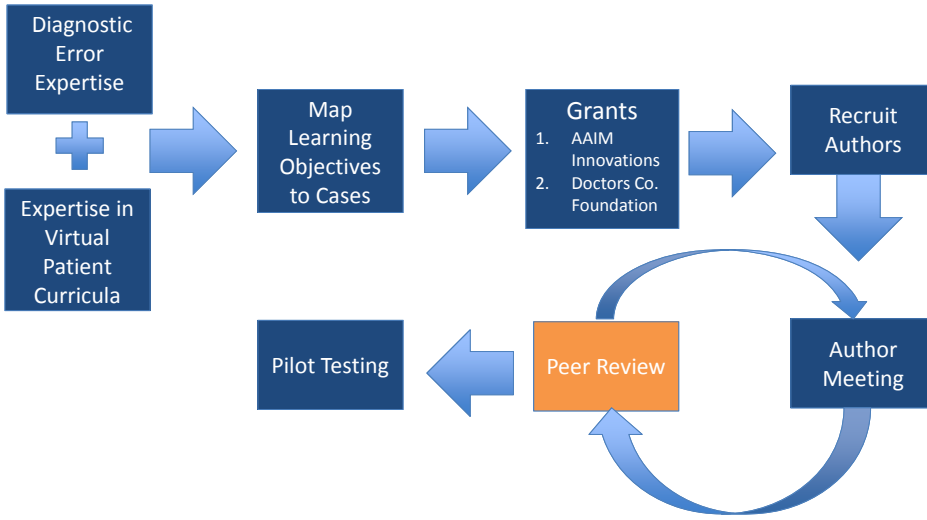 Diagnostic
Error
Expertise
Expertise in
Virtual
Patient
Curricula
Map
Learning
Objectives
to Cases
Grants
1. AAIM
Innovations
2. Doctors Co.
Foundation
Recruit
Authors
Author
Meeting
Peer Review
Pilot Testing